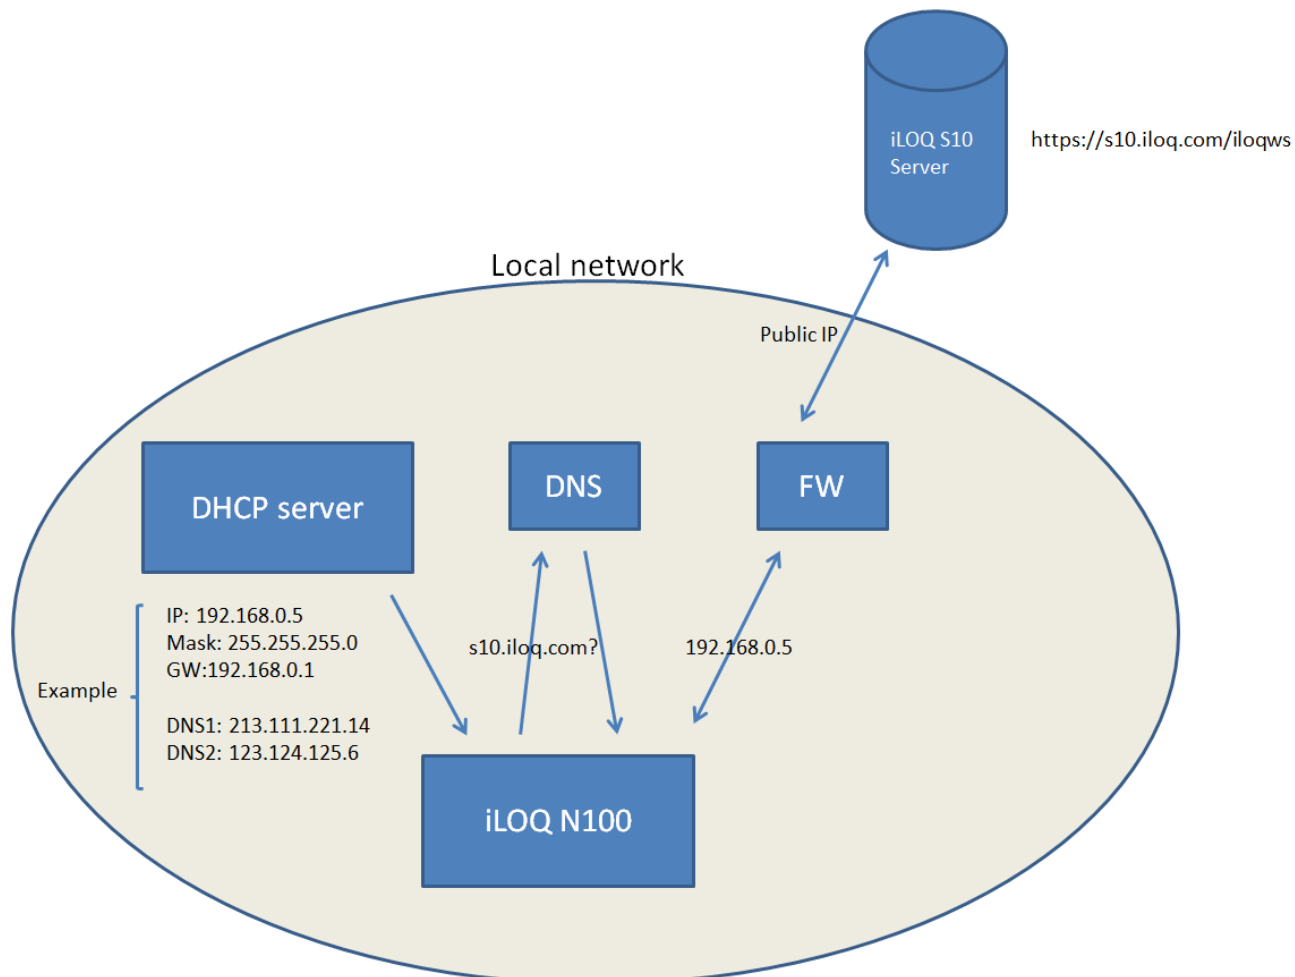 iLOQ S10
Server
https://s10.iloq.com/iloqws
Local network
Public IP
DHCP server
DNS
FW
IP: 192.168.0.5
Mask: 255.255.255.0
GW:192.168.0.1
s10.iloq.com?
192.168.0.5
Example
DNS1: 213.111.221.14
DNS2: 123.124.125.6
iLOQ N100